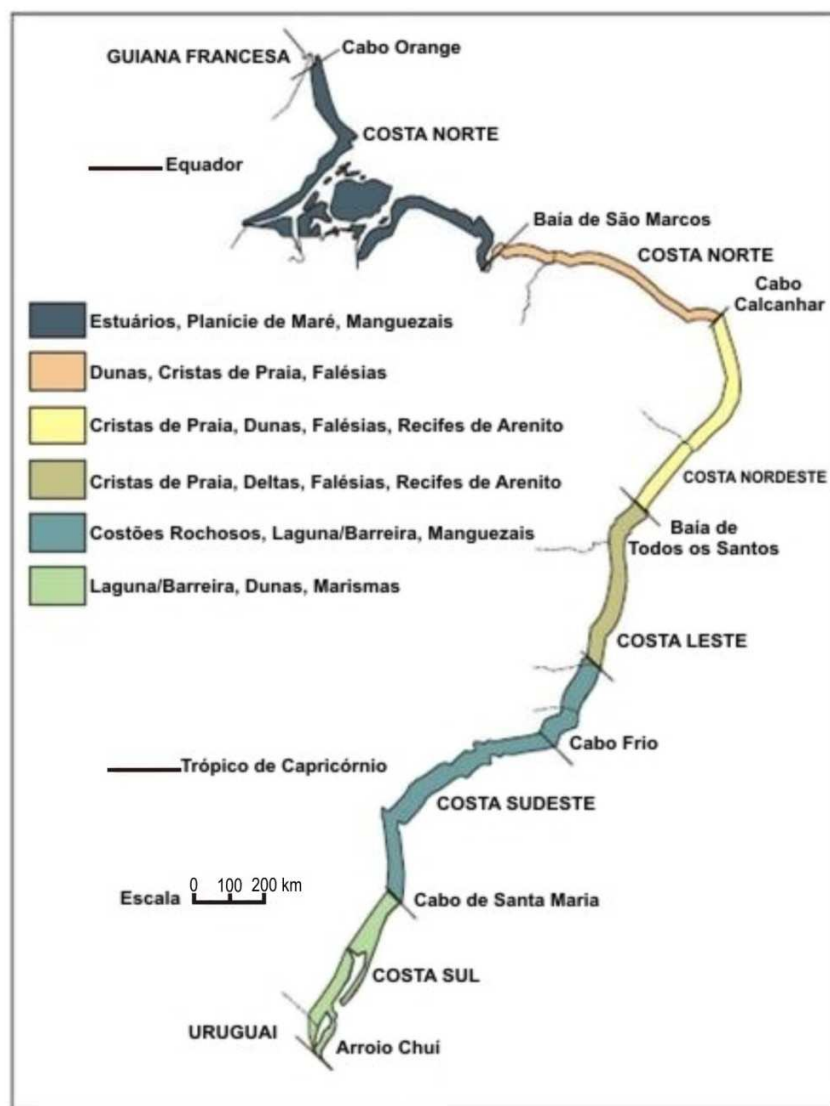 Cabo Orange
GUIANA FRANCESA
COSTA NORTE
Equador
Baía de São Marcos
COSTA NORTE
Cabo
Calcanhar
Estuários, Planície de Maré, Manguezais
Dunas, Cristas de Praia, Falésias
Cristas de Praia, Dunas, Falésias, Recifes de Arenito
COSTA NORDESTE
Cristas de Praia, Deltas, Falésias, Recifes de Arenito
Baía de
Todos os Santos
Costões Rochosos, Laguna/Barreira, Manguezais
Laguna/Barreira, Dunas, Marismas
COSTA LESTE
Cabo Frio
Trópico de Capricórnio
COSTA SUDESTE
Escala 0 100 200 km
Cabo de Santa Maria
COSTA SUL
URUGUAI
Arroio Chuí